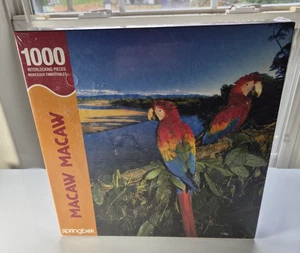 1000
INTERLOCKING PIECES
MORCEAUX EMBOÎTABLES
MACAW MACAW
springbok